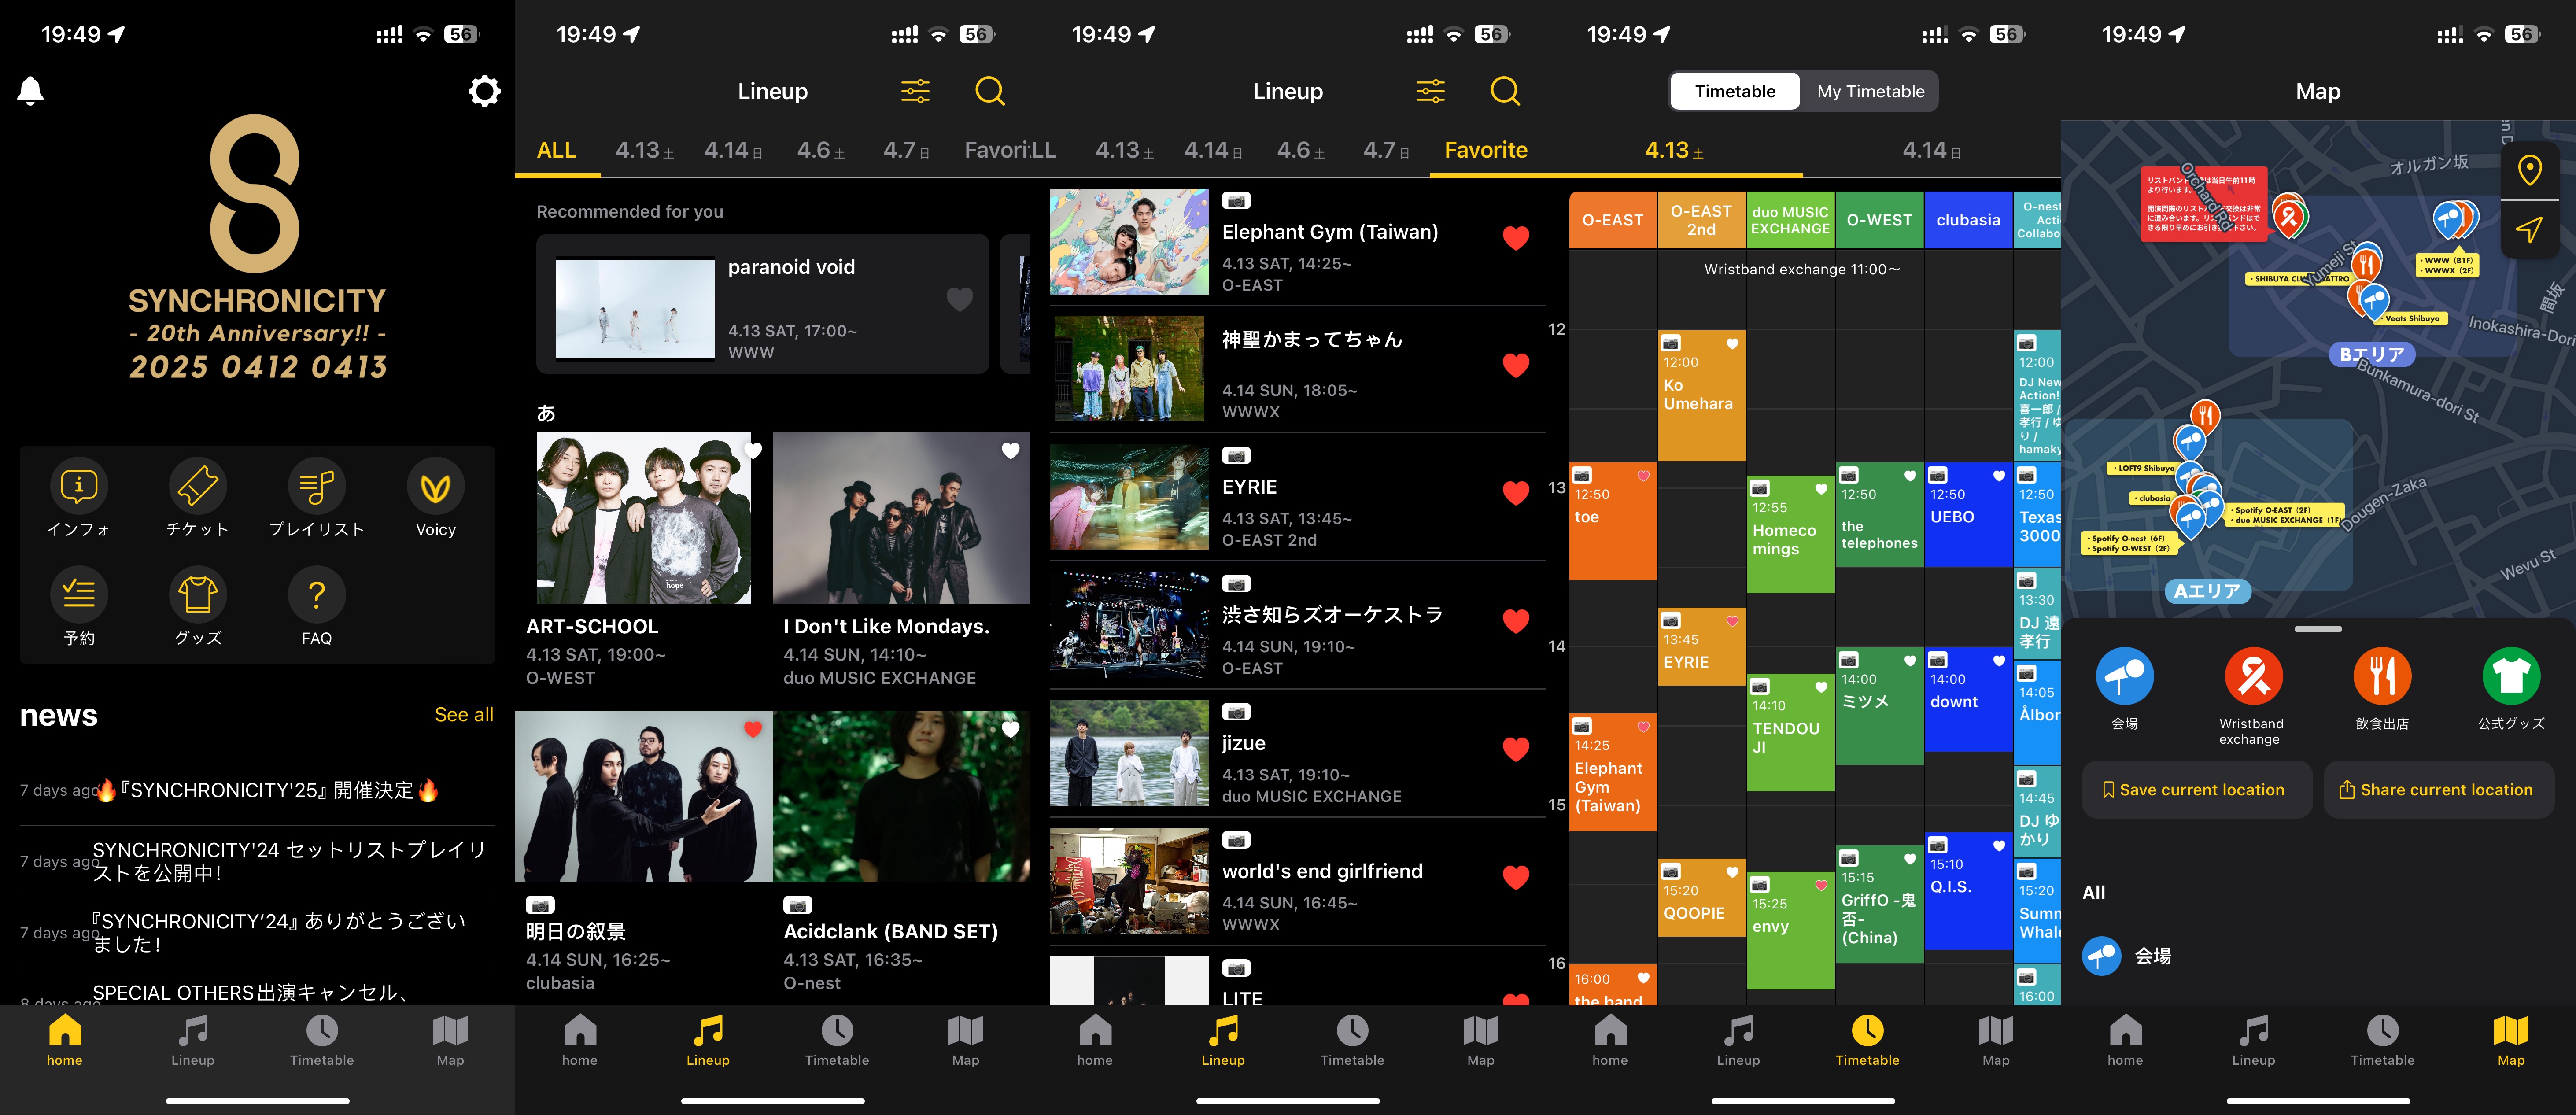 19:49
56
SYNCHRONICITY
- 20th Anniversary!! -
2025 0412 0413
インフォ
チケット
プレイリスト
Voicy
予約
グッズ
?
FAQ
news
See all
7 days ago
🔥『SYNCHRONICITY'25』開催決定🔥
7 days ago
SYNCHRONICITY'24 セットリストプレイリ
ストを公開中!
7 days ago
『SYNCHRONICITY'24』ありがとうござい
ました!
8 days ago
SPECIAL OTHERS出演キャンセル、
home
Lineup
Timetable
Map
19:49
56
Lineup
ALL
4.13 土
4.14 日
4.6 土
4.7 日
Favori
Recommended for you
paranoid void
4.13 SAT, 17:00~
WWW
あ
hope
ART-SCHOOL
4.13 SAT, 19:00~
O-WEST
I Don't Like Mondays.
4.14 SUN, 14:10~
duo MUSIC EXCHANGE
明日の叙景
4.14 SUN, 16:25~
clubasia
Acidclank (BAND SET)
4.13 SAT, 16:35~
O-nest
home
Lineup
Timetable
Map
19:49
56
Lineup
LL
4.13 土
4.14 日
4.6 土
4.7 日
Favorite
Elephant Gym (Taiwan)
4.13 SAT, 14:25~
O-EAST
神聖かまってちゃん
4.14 SUN, 18:05~
WWWX
EYRIE
4.13 SAT, 13:45~
O-EAST 2nd
渋さ知らズオーケストラ
4.14 SUN, 19:10~
O-EAST
jizue
4.13 SAT, 19:10~
duo MUSIC EXCHANGE
world's end girlfriend
4.14 SUN, 16:45~
WWWX
LITE
home
Lineup
Timetable
Map
19:49
56
Timetable
My Timetable
4.13 土
4.14 日
O-EAST
O-EAST
2nd
duo MUSIC
EXCHANGE
O-WEST
clubasia
O-nest
Acti
Collabo
Wristband exchange 11:00~
12
13
14
15
16
12:50
toe
14:25
Elephant
Gym
(Taiwan)
16:00
the band
12:00
Ko
Umehara
13:45
EYRIE
15:20
QOOPIE
12:55
Homeco
mings
14:10
TENDOU
JI
15:25
envy
12:50
the
telephones
14:00
ミツメ
15:15
GriffO -鬼
否-
(China)
12:50
UEBO
14:00
downt
15:10
Q.I.S.
12:00
DJ New
Action!
喜一郎 /
孝行 / ゆ
り /
hamaky
12:50
Texas
3000
13:30
DJ 遠
孝行
14:05
Ålbor
14:45
DJ ゆ
かり
15:20
Summ
Whale
16:00
home
Lineup
Timetable
Map
19:49
56
Map
オルガン坂
Orchard Rd
より行います。
Yumeji St
・WWW（B1F）
・WWWX（2F）
・Veats Shibuya
間坂
Inokashira-Dori
Bエリア
Bunkamura-dori St
・LOFT9 Shibuya
・clubasia
・Spotify O-EAST（2F）
・duo MUSIC EXCHANGE（1F）
・Spotify O-nest（6F）
・Spotify O-WEST（2F）
Dougen-Zaka
Wevu St
Aエリア
会場
Wristband
exchange
飲食出店
公式グッズ
Save current location
Share current location
All
会場
home
Lineup
Timetable
Map